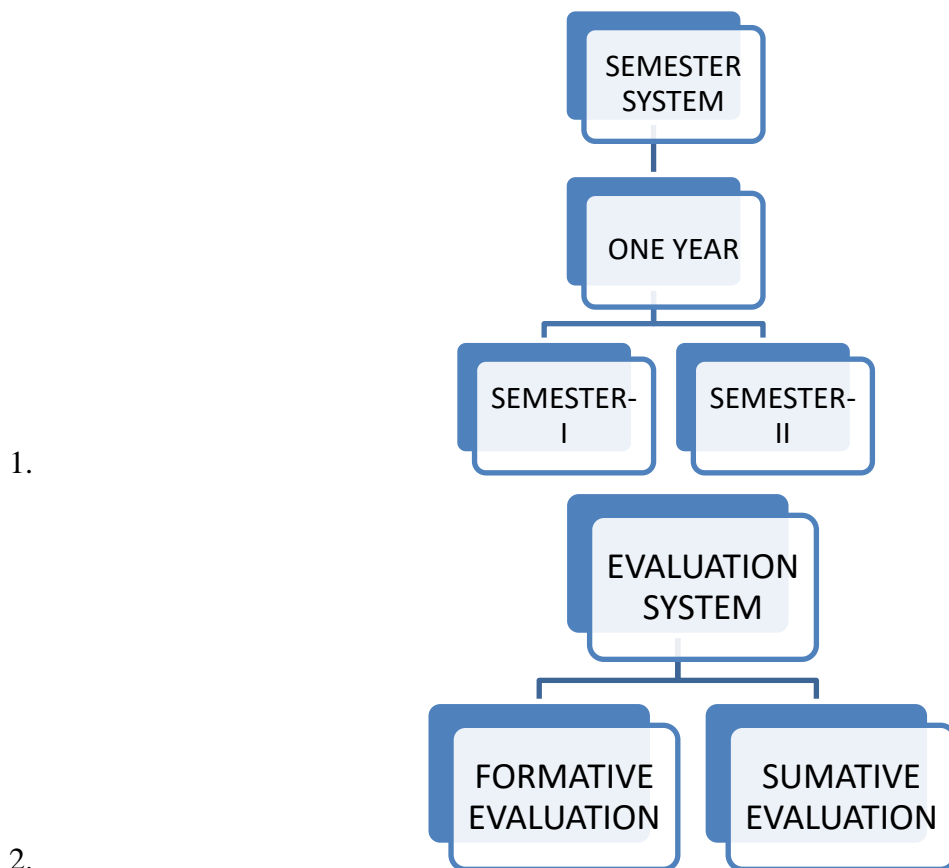 SEMESTER
SYSTEM
ONE YEAR
SEMESTER-
I
SEMESTER-
II
1.
EVALUATION
SYSTEM
FORMATIVE
EVALUATION
SUMATIVE
EVALUATION
2.